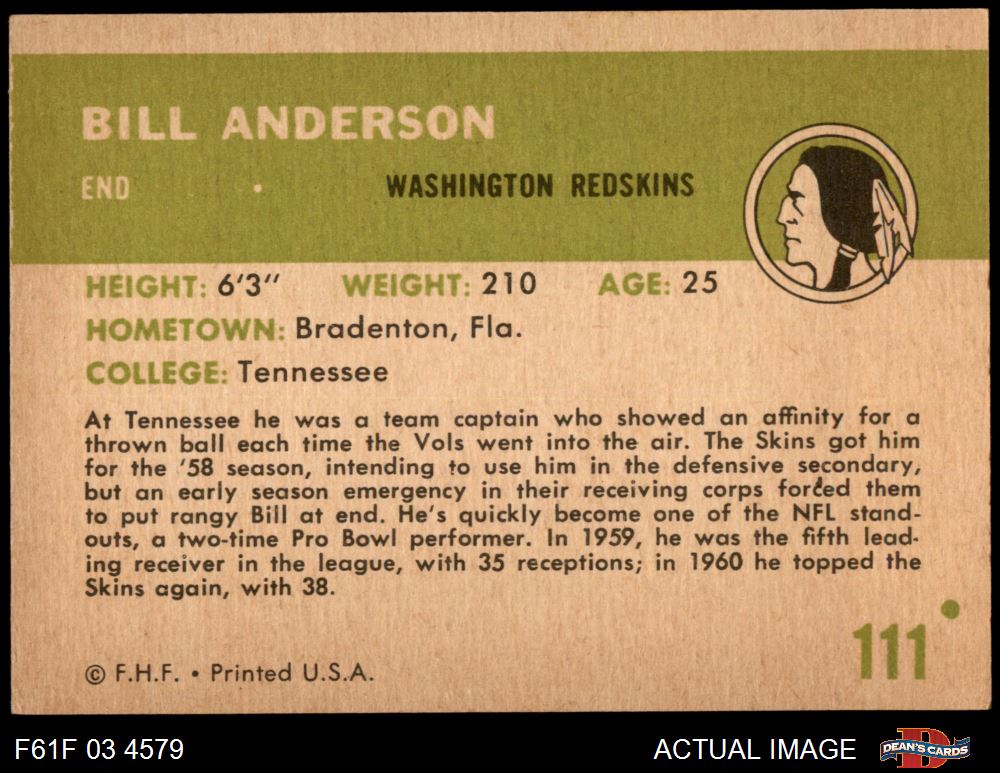 BILL ANDERSON
END • WASHINGTON REDSKINS
HEIGHT: 6'3" WEIGHT: 210 AGE: 25
HOMETOWN: Bradenton, Fla.
COLLEGE: Tennessee
At Tennessee he was a team captain who showed an affinity for a
thrown ball each time the Vols went into the air. The Skins got him
for the '58 season, intending to use him in the defensive secondary,
but an early season emergency in their receiving corps forced them
to put rangy Bill at end. He's quickly become one of the NFL stand-
outs, a two-time Pro Bowl performer. In 1959, he was the fifth lead-
ing receiver in the league, with 35 receptions; in 1960 he topped the
Skins again, with 38.
111
© F.H.F. • Printed U.S.A.
F61F 03 4579 ACTUAL IMAGE DEAN'S CARDS